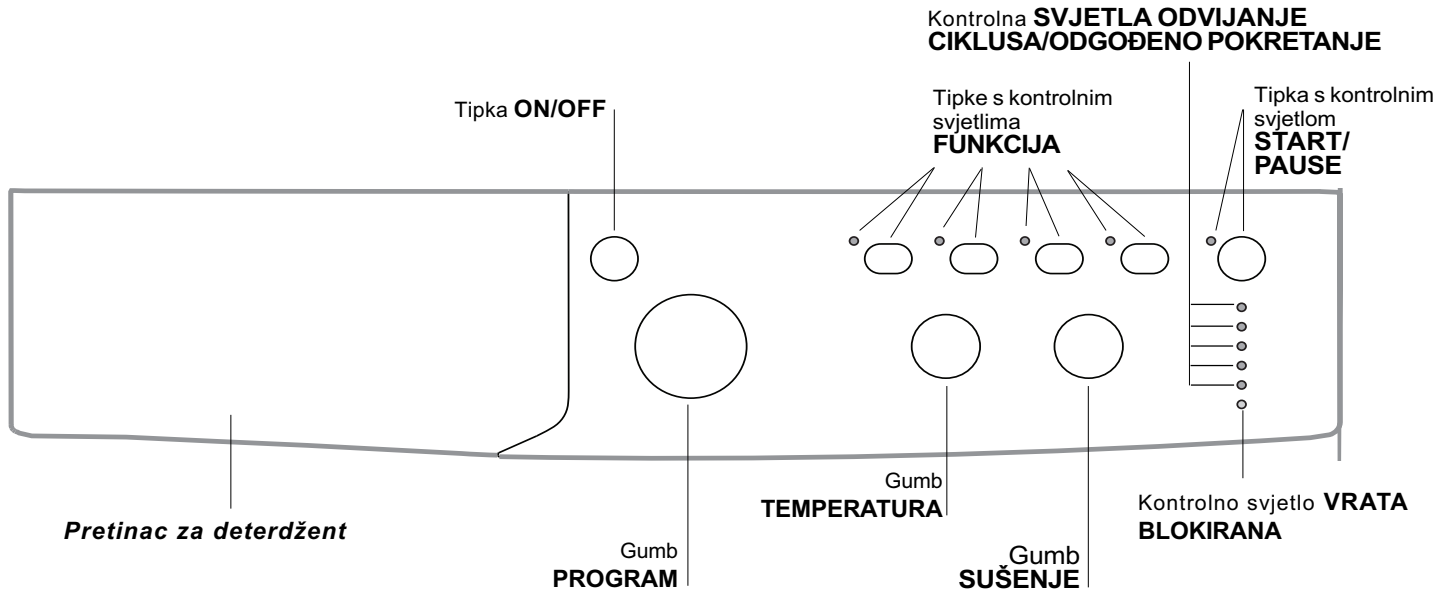 Kontrolna SVJETLA ODVIJANJE
CIKLUSA/ODGOĐENO POKRETANJE
Tipka ON/OFF
Tipke s kontrolnim
svjetlima
FUNKCIJA
Tipka s kontrolnim
svjetlom
START/
PAUSE
Pretinac za deterdžent
Gumb
PROGRAM
Gumb
TEMPERATURA
Gumb
SUŠENJE
Kontrolno svjetlo VRATA
BLOKIRANA